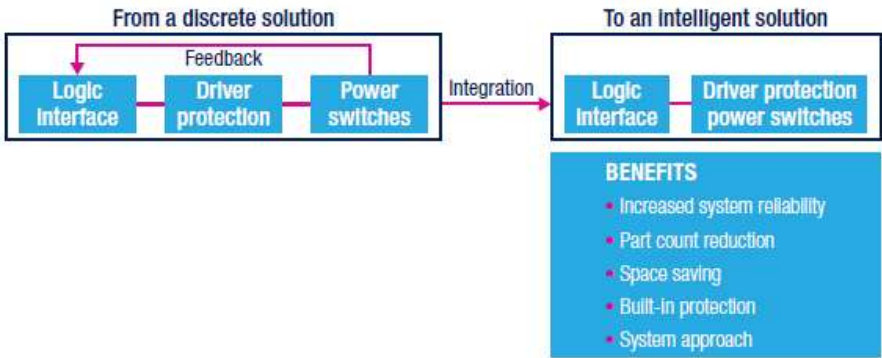 From a discrete solution
Feedback
Logic
Interface
Driver
protection
Power
switches
Integration
To an intelligent solution
Logic
Interface
Driver protection
power switches
BENEFITS
• Increased system reliability
• Part count reduction
• Space saving
• Built-in protection
• System approach